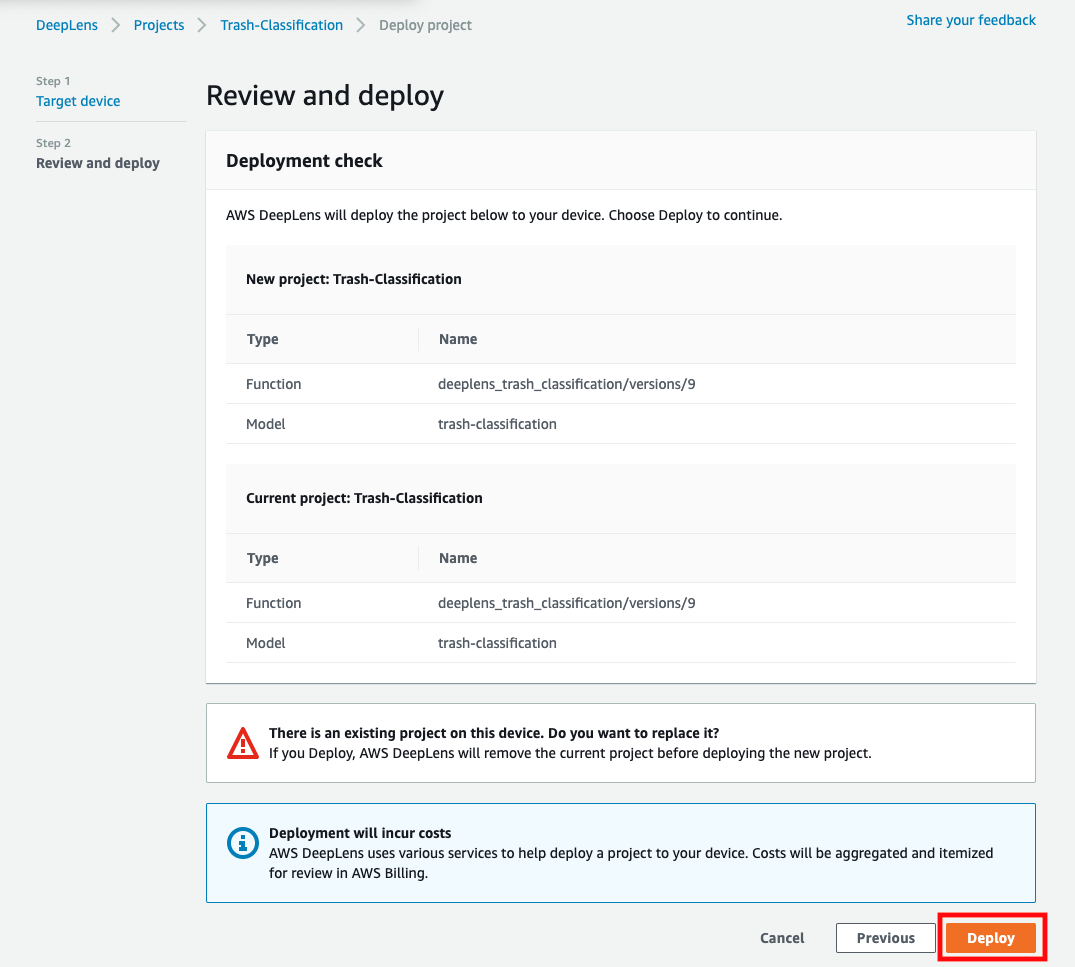 DeepLens > Projects > Trash-Classification > Deploy project
Share your feedback
Step 1
Target device
Step 2
Review and deploy
Review and deploy
Deployment check
AWS DeepLens will deploy the project below to your device. Choose Deploy to continue.
New project: Trash-Classification
Type Name
Function deeplens_trash_classification/versions/9
Model trash-classification
Current project: Trash-Classification
Type Name
Function deeplens_trash_classification/versions/9
Model trash-classification
There is an existing project on this device. Do you want to replace it?
If you Deploy, AWS DeepLens will remove the current project before deploying the new project.
Deployment will incur costs
AWS DeepLens uses various services to help deploy a project to your device. Costs will be aggregated and itemized
for review in AWS Billing.
Cancel Previous Deploy